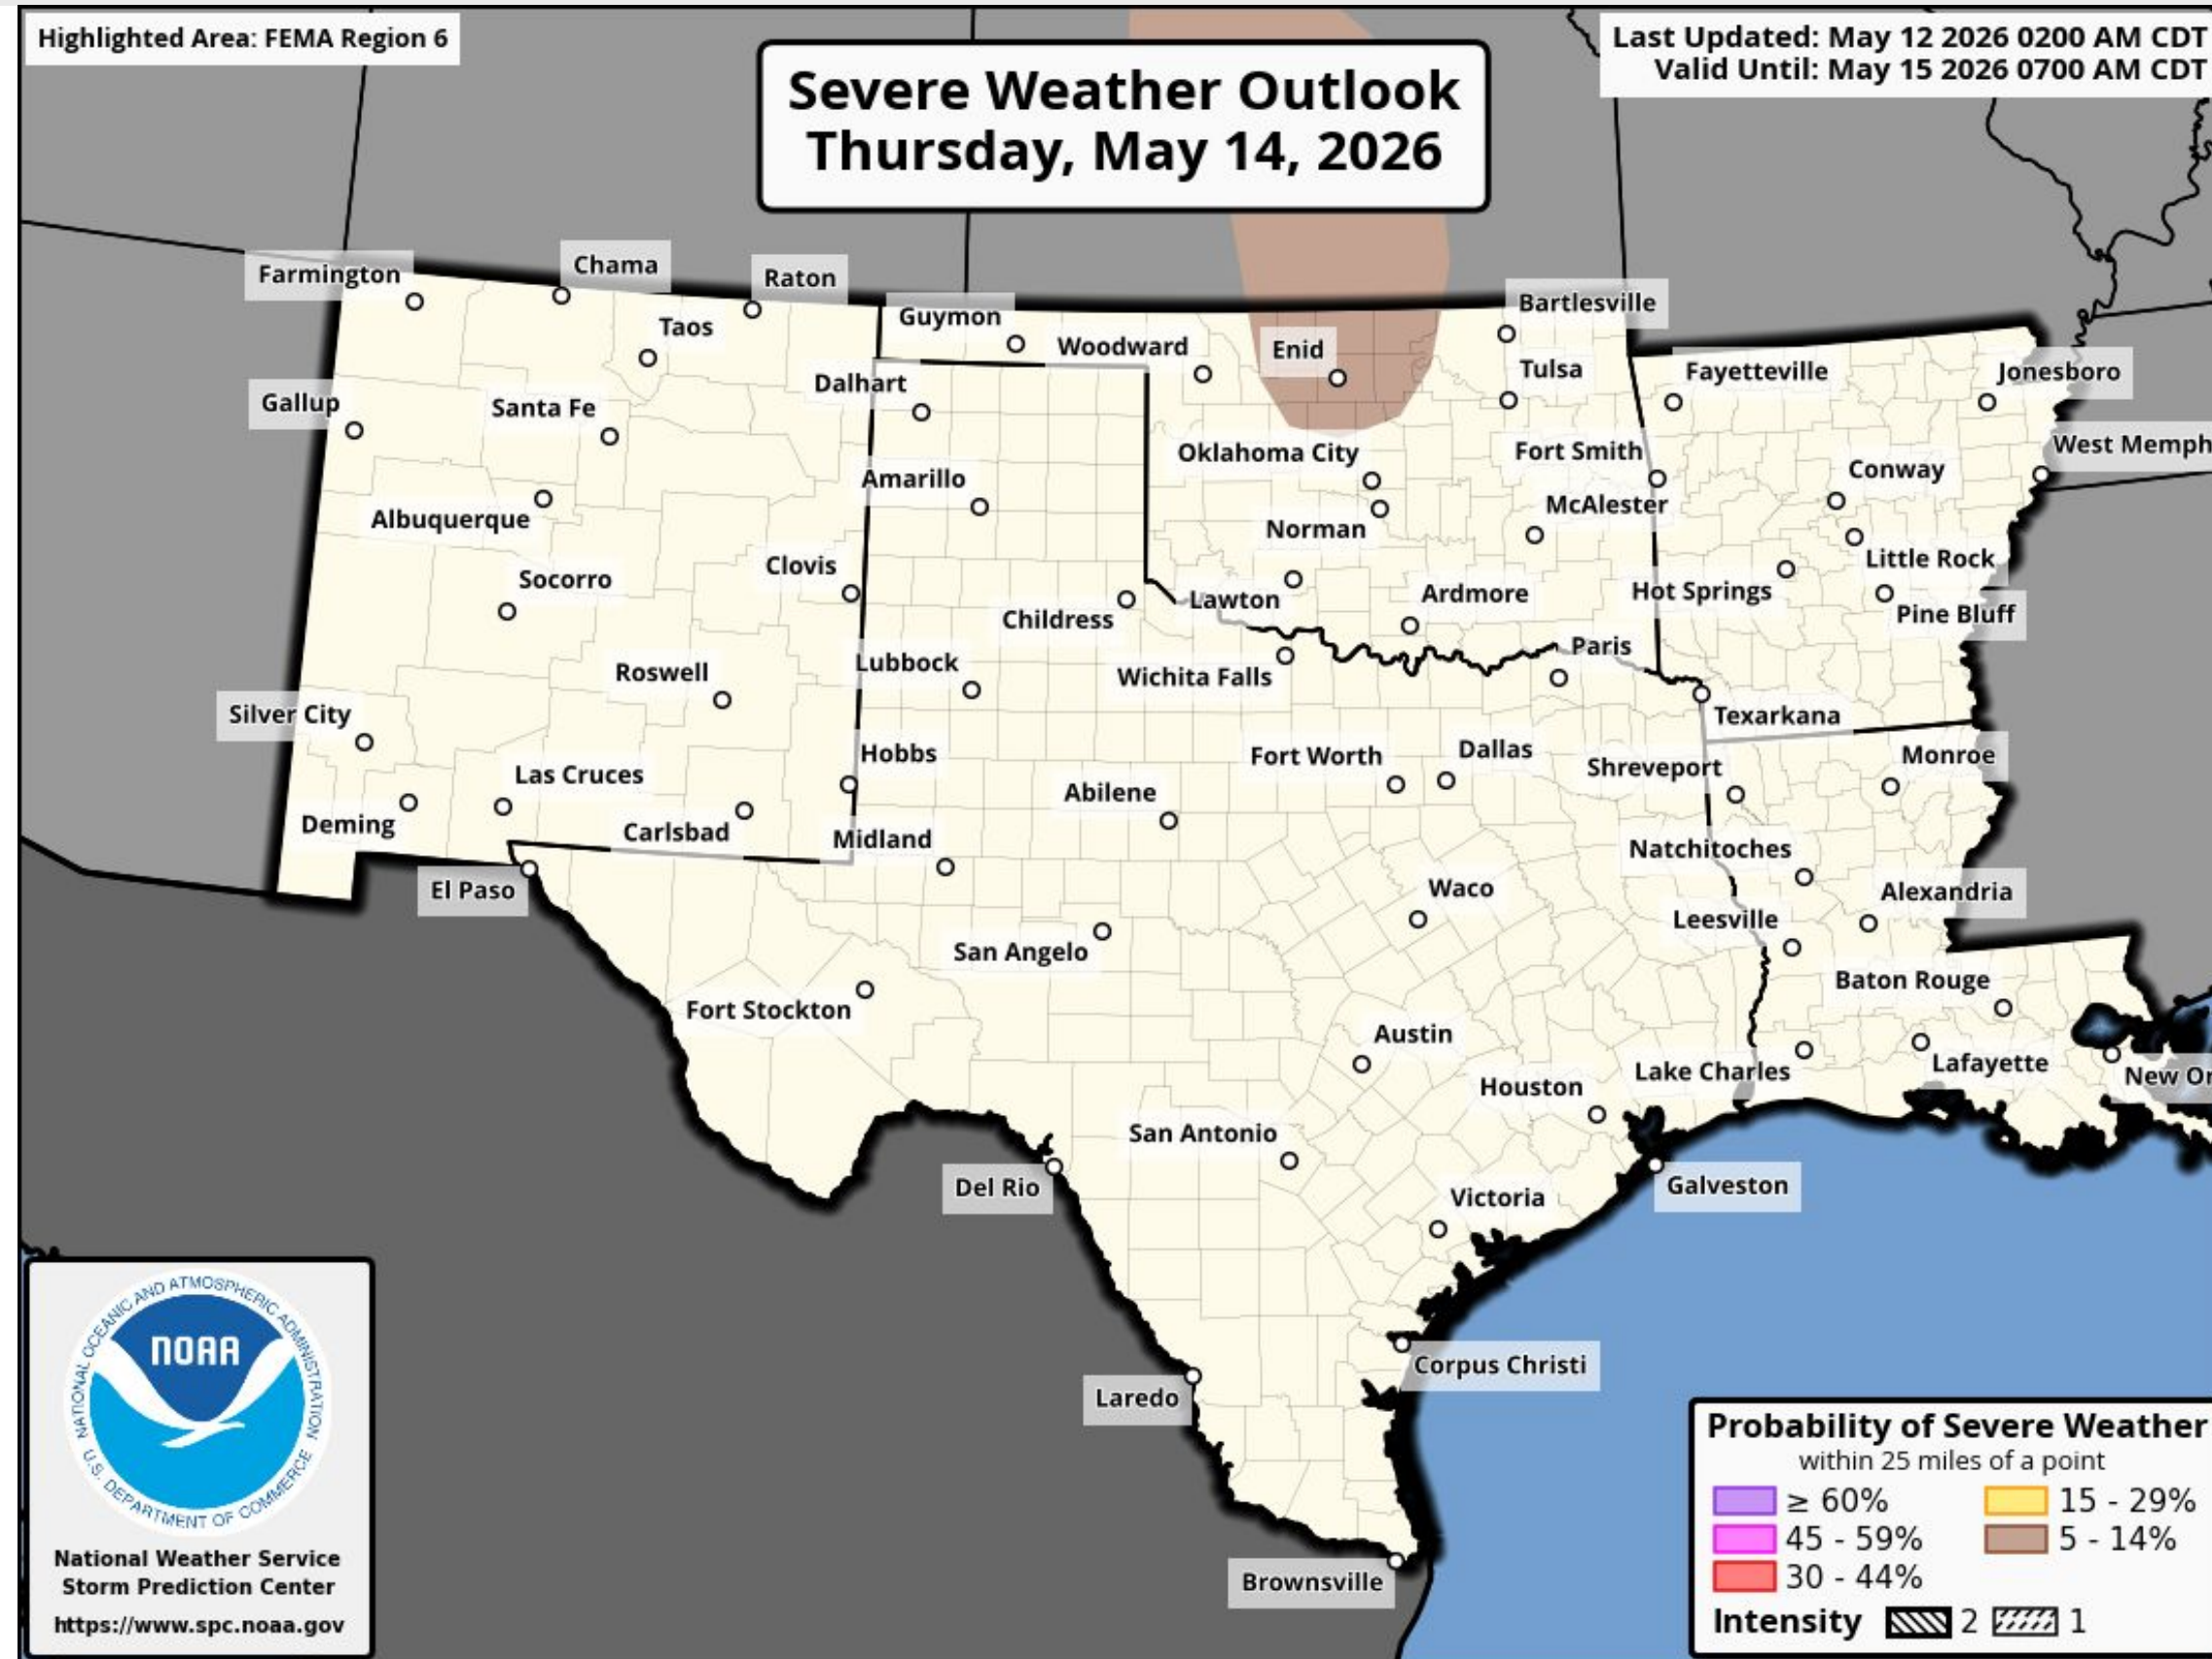 Highlighted Area: FEMA Region 6
Severe Weather Outlook
Thursday, May 14, 2026
Last Updated: May 12 2026 0200 AM CDT
Valid Until: May 15 2026 0700 AM CDT
Farmington
Chama
Raton
Taos
Guymon
Woodward
Enid
Bartlesville
Tulsa
Fayetteville
Jonesboro
Dalhart
Gallup
Santa Fe
Oklahoma City
Fort Smith
West Memph
Conway
Amarillo
Albuquerque
McAlester
Norman
Little Rock
Clovis
Socorro
Childress
Lawton
Ardmore
Hot Springs
Pine Bluff
Paris
Lubbock
Roswell
Wichita Falls
Silver City
Texarkana
Hobbs
Fort Worth
Dallas
Shreveport
Monroe
Las Cruces
Abilene
Deming
Carlsbad
Midland
Natchitoches
El Paso
Waco
Alexandria
Leesville
San Angelo
Baton Rouge
Fort Stockton
Austin
Lake Charles
Lafayette
New Or
Houston
San Antonio
Del Rio
Victoria
Galveston
Corpus Christi
Laredo
Brownsville
NATIONAL OCEANIC AND ATMOSPHERIC ADMINISTRATION
NOAA
U.S. DEPARTMENT OF COMMERCE
National Weather Service
Storm Prediction Center
https://www.spc.noaa.gov
Probability of Severe Weather
within 25 miles of a point
≥ 60%
15 - 29%
45 - 59%
5 - 14%
30 - 44%
Intensity 2 1